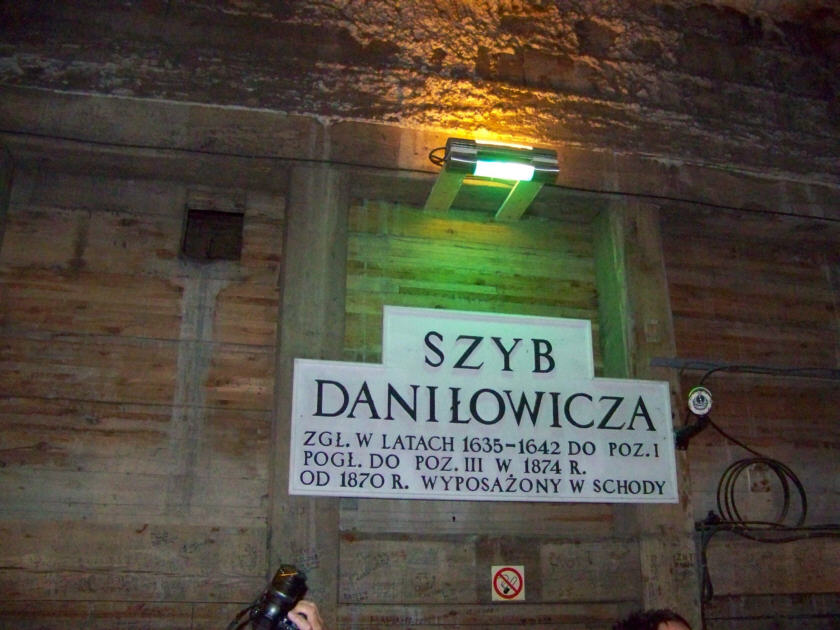 SZYB
DANIŁOWICZA
ZGŁ. W LATACH 1635-1642 DO POZ. I
POGŁ. DO POZ. III W 1874 R.
OD 1870 R. WYPOSAŻONY W SCHODY